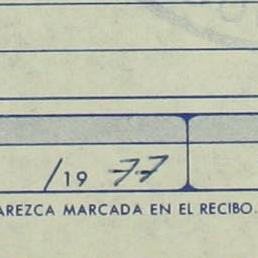 /19 77
AREZCA MARCADA EN EL RECIBO.